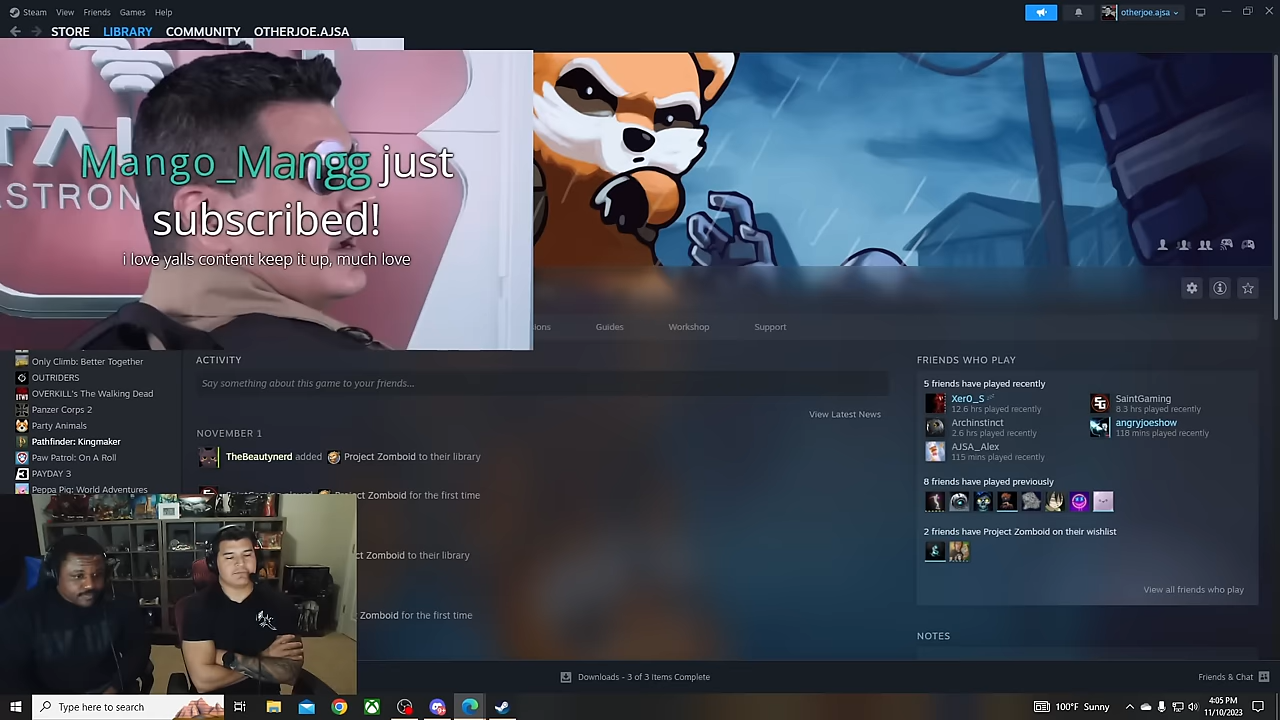 Steam View Friends Games Help
otherjoe.ajsa
STORE LIBRARY COMMUNITY OTHERJOE.AJSA
TAL
ASTRON
Mango_Mangg just
subscribed!
i love yalls content keep it up, much love
Guides Workshop Support
Only Climb: Better Together
OUTRIDERS
OVERKILL's The Walking Dead
Panzer Corps 2
Party Animals
Pathfinder: Kingmaker
Paw Patrol: On A Roll
PAYDAY 3
Peppa Pig: World Adventures
ACTIVITY
Say something about this game to your friends...
View Latest News
NOVEMBER 1
TheBeautynerd added Project Zomboid to their library
Zomboid for the first time
ct Zomboid to their library
Zomboid for the first time
FRIENDS WHO PLAY
5 friends have played recently
Xer0_S
12.6 hrs played recently
SaintGaming
8.3 hrs played recently
Archinstinct
2.6 hrs played recently
angryjoeshow
118 mins played recently
AJSA_Alex
115 mins played recently
8 friends have played previously
2 friends have Project Zomboid on their wishlist
View all friends who play
NOTES
Downloads - 3 of 3 Items Complete
Friends & Chat
Type here to search
100°F Sunny
4:05 PM
11/10/2023